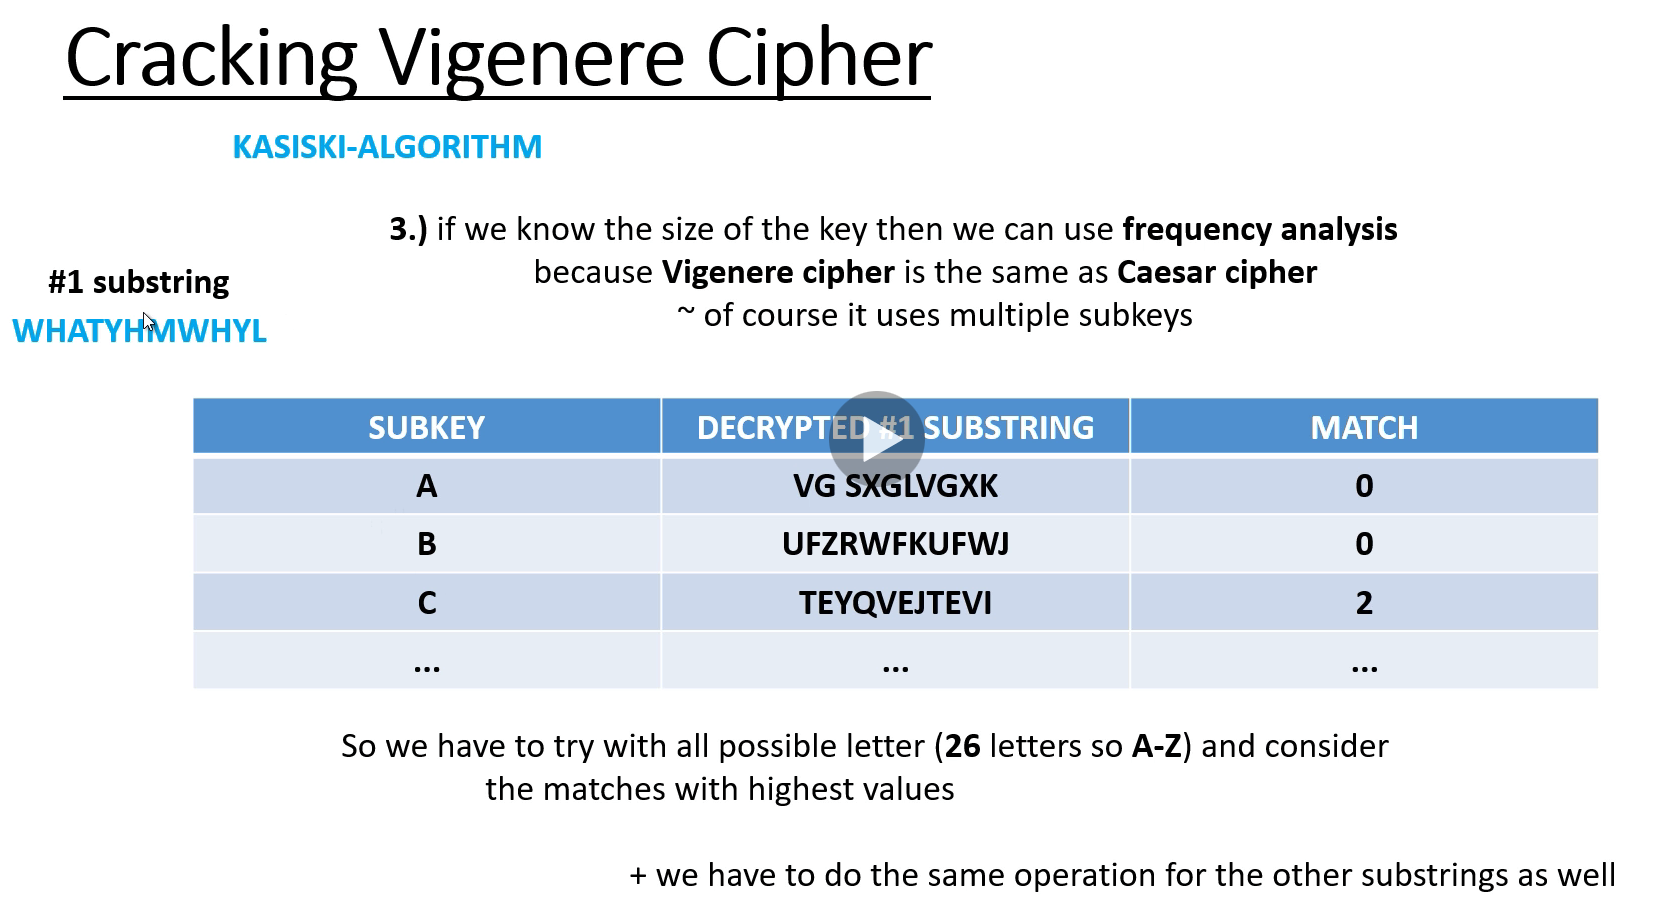 Cracking Vigenere Cipher
KASISKI-ALGORITHM
3.) if we know the size of the key then we can use frequency analysis
because Vigenere cipher is the same as Caesar cipher
~ of course it uses multiple subkeys
#1 substring
WHATYHMWHYL
SUBKEY DECRYPTED #1 SUBSTRING MATCH
A VG SXGLVGXK 0
B UFZRWFKUFWJ 0
C TEYQVEJTEVI 2
... ... ...
So we have to try with all possible letter (26 letters so A-Z) and consider
the matches with highest values
+ we have to do the same operation for the other substrings as well